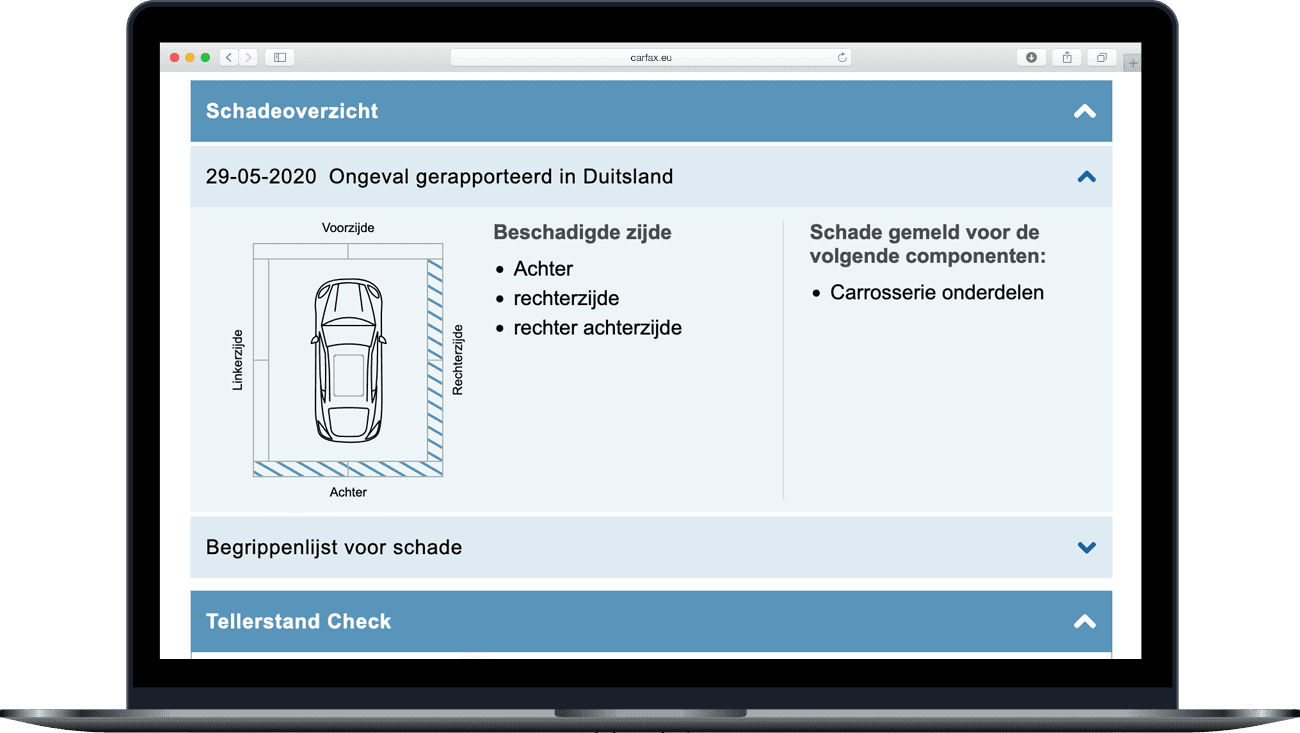 carfax.eu
Schadeoverzicht
29-05-2020 Ongeval gerapporteerd in Duitsland
Voorzijde
Linkerzijde
Rechterzijde
Achter
Beschadigde zijde
Achter
rechterzijde
rechter achterzijde
Schade gemeld voor de
volgende componenten:
Carrosserie onderdelen
Begrippenlijst voor schade
Tellerstand Check